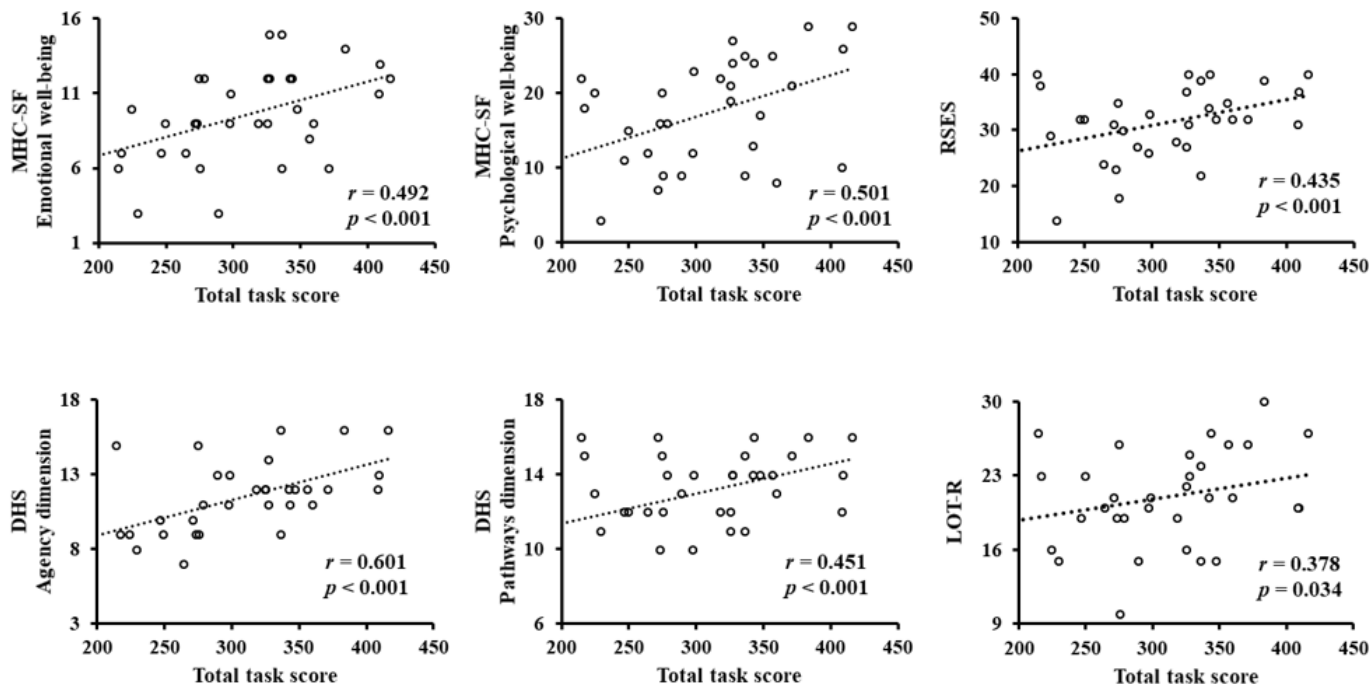 MHC-SF
Emotional well-being
16
11
6
1
r = 0.492
p < 0.001
200 250 300 350 400 450
Total task score
MHC-SF
Psychological well-being
30
20
10
0
r = 0.501
p < 0.001
200 250 300 350 400 450
Total task score
RSES
50
40
30
20
10
r = 0.435
p < 0.001
200 250 300 350 400 450
Total task score
DHS
Agency dimension
18
13
8
3
r = 0.601
p < 0.001
200 250 300 350 400 450
Total task score
DHS
Pathways dimension
18
14
10
6
r = 0.451
p < 0.001
200 250 300 350 400 450
Total task score
LOT-R
30
23
16
9
r = 0.378
p = 0.034
200 250 300 350 400 450
Total task score